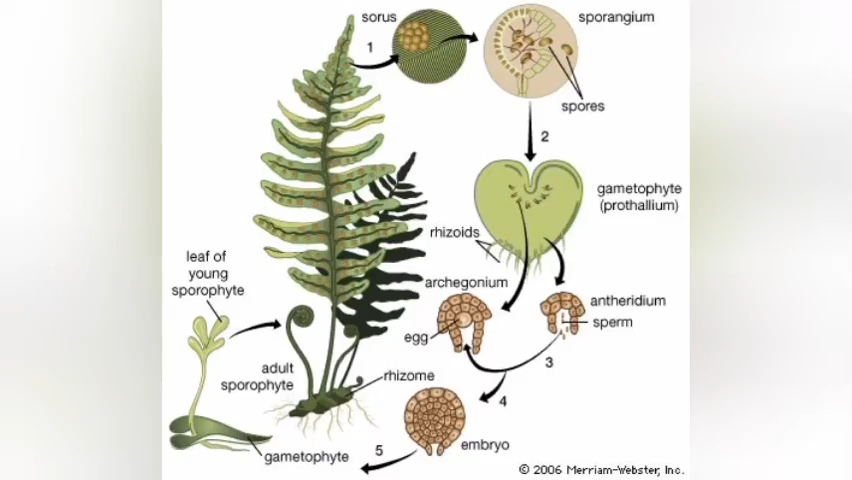 sorus
sporangium
1
spores
2
gametophyte
(prothallium)
rhizoids
leaf of
young
sporophyte
archegonium
antheridium
sperm
egg
3
adult
sporophyte
rhizome
4
embryo
5
gametophyte
© 2006 Merriam-Webster, Inc.